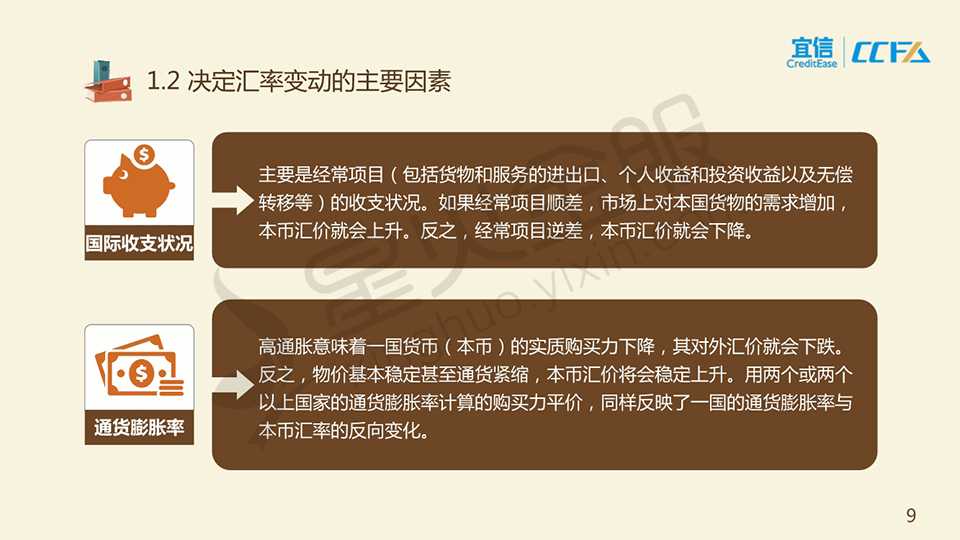 宜信
CreditEase
CCFA
1.2 决定汇率变动的主要因素
国际收支状况
主要是经常项目（包括货物和服务的进出口、个人收益和投资收益以及无偿
转移等）的收支状况。如果经常项目顺差，市场上对本国货物的需求增加，
本币汇价就会上升。反之，经常项目逆差，本币汇价就会下降。
通货膨胀率
高通胀意味着一国货币（本币）的实质购买力下降，其对外汇价就会下跌。
反之，物价基本稳定甚至通货紧缩，本币汇价将会稳定上升。用两个或两个
以上国家的通货膨胀率计算的购买力平价，同样反映了一国的通货膨胀率与
本币汇率的反向变化。
星火金服
9